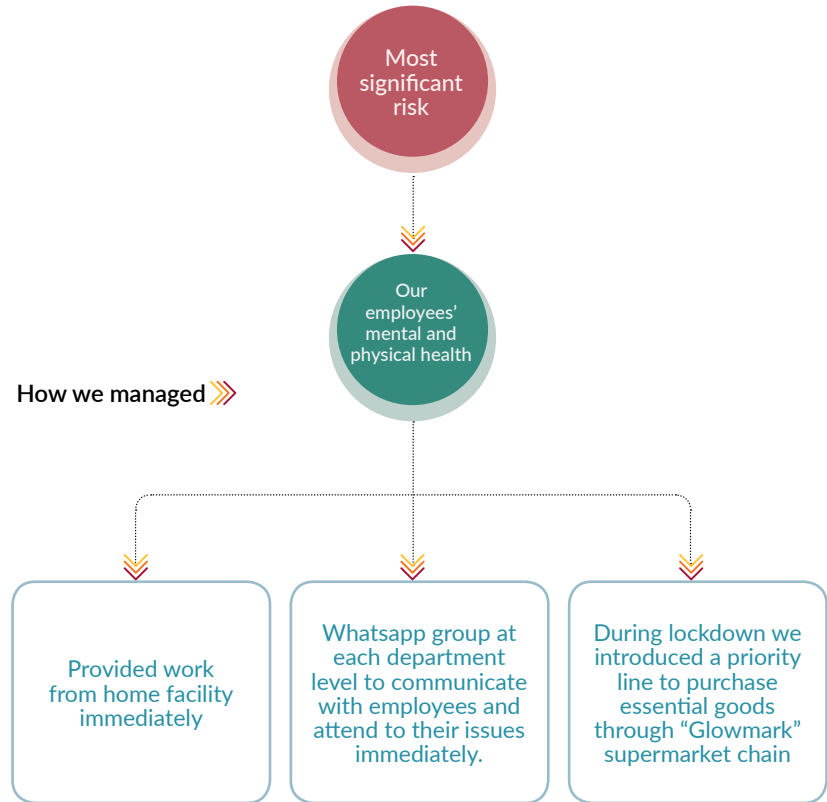 Most
significant
risk
Our
employees'
mental and
physical health
How we managed
Provided work
from home facility
immediately
Whatsapp group at
each department
level to communicate
with employees and
attend to their issues
immediately.
During lockdown we
introduced a priority
line to purchase
essential goods
through “Glowmark”
supermarket chain